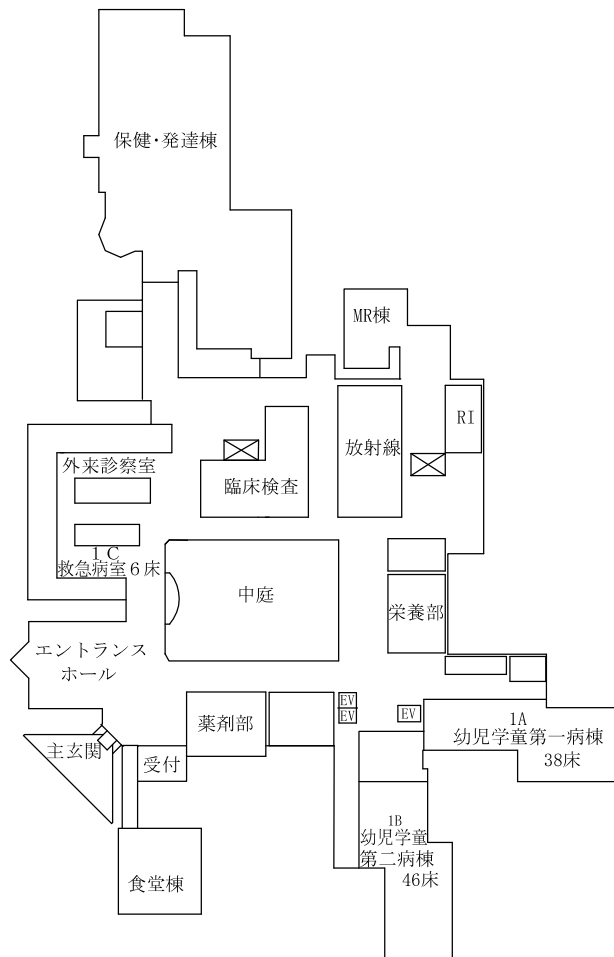 保健・発達棟
MR棟
RI
放射線
外来診察室
臨床検査
1C
救急病室6床
中庭
栄養部
エントランス
ホール
EV
EV
EV
薬剤部
1A
幼児学童第一病棟
38床
主玄関
受付
1B
幼児学童
第二病棟
46床
食堂棟